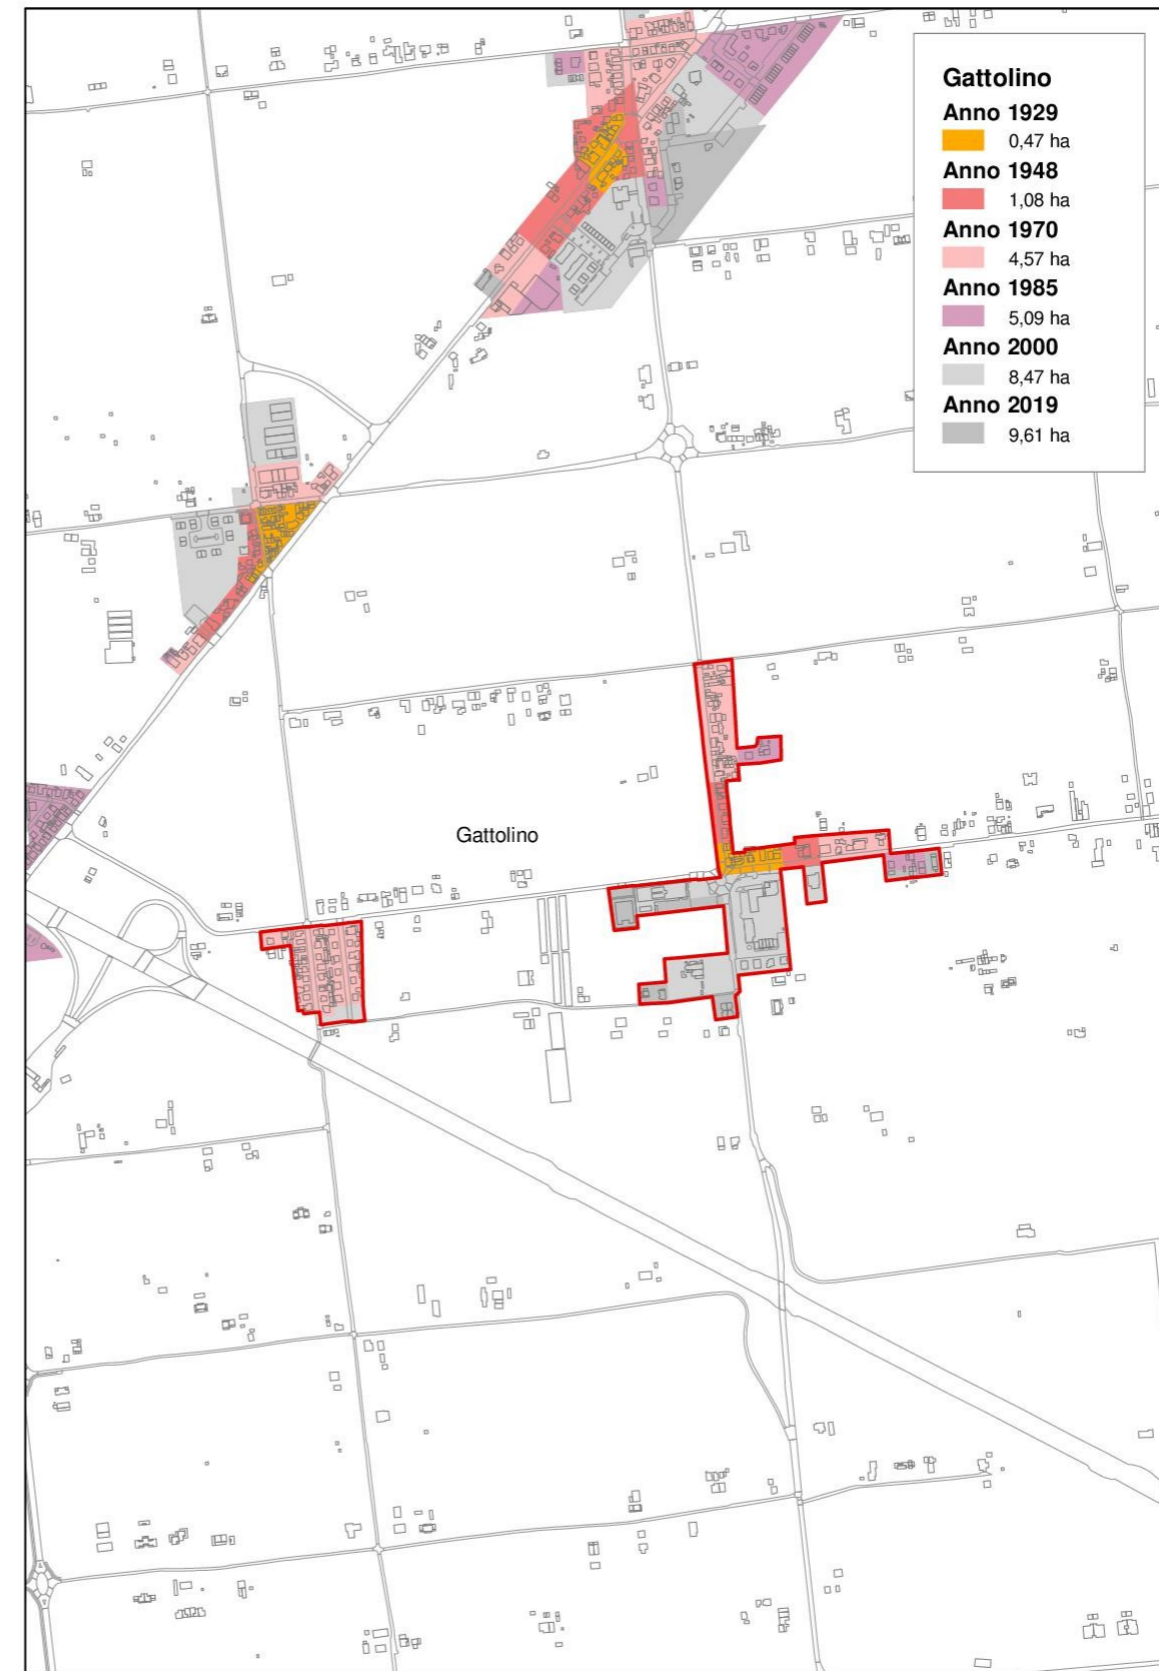 Gattolino
Anno 1929
0,47 ha
Anno 1948
1,08 ha
Anno 1970
4,57 ha
Anno 1985
5,09 ha
Anno 2000
8,47 ha
Anno 2019
9,61 ha
Gattolino